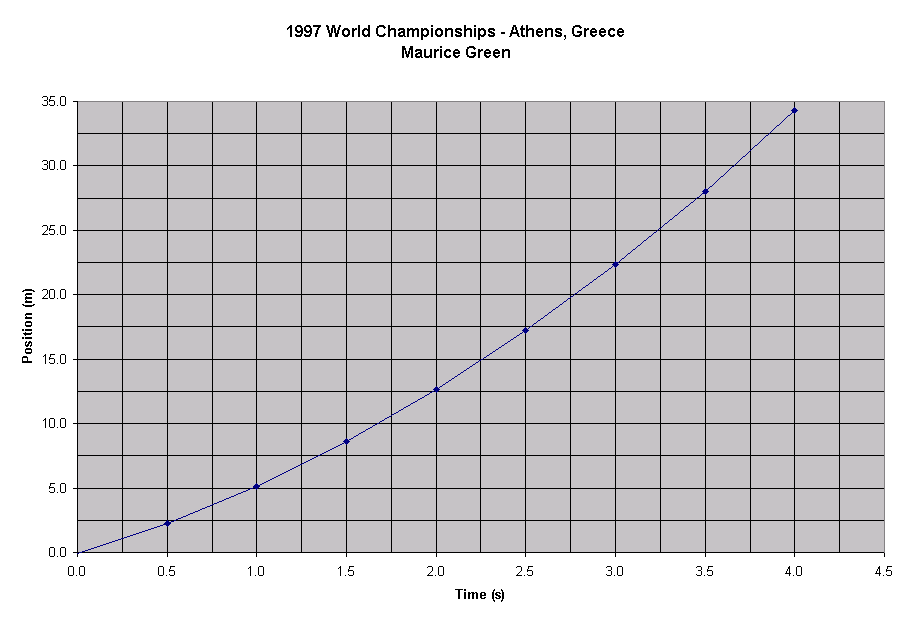 1997 World Championships - Athens, Greece
Maurice Green
35.0
30.0
25.0
20.0
15.0
10.0
5.0
0.0
Position (m)
0.0 0.5 1.0 1.5 2.0 2.5 3.0 3.5 4.0 4.5
Time (s)